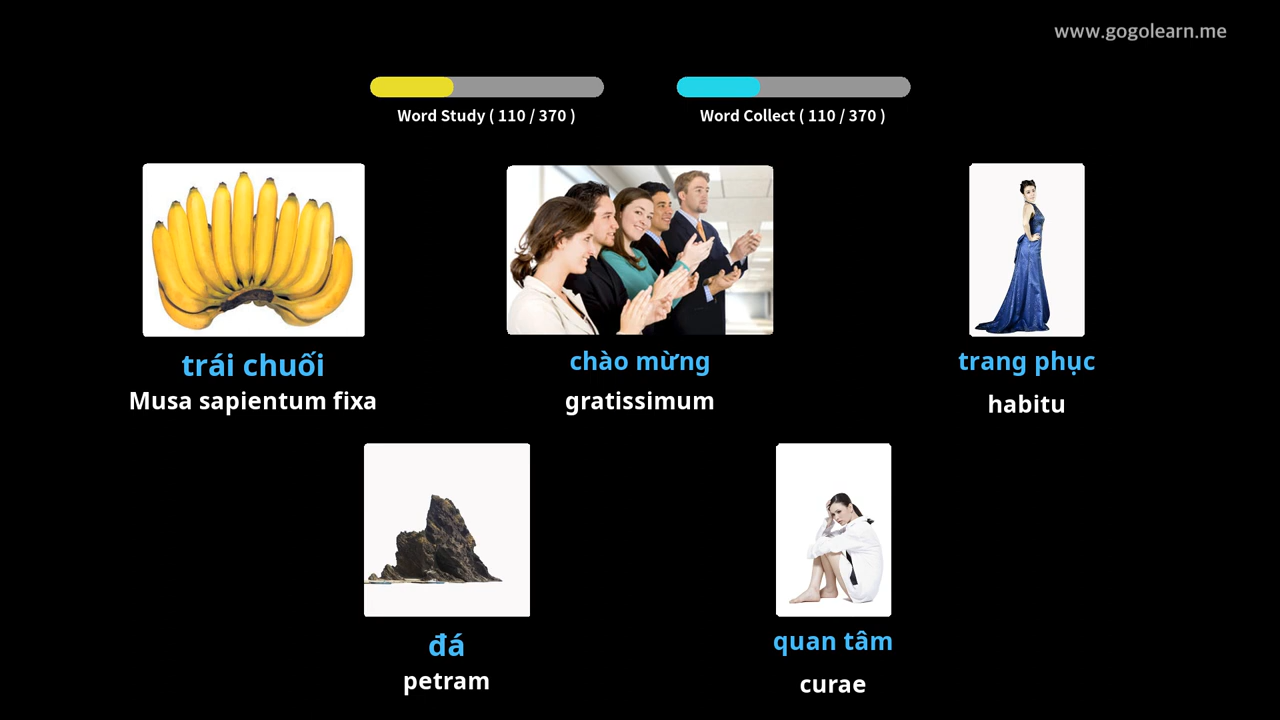 www.gogolearn.me
Word Study ( 110 / 370 )
Word Collect ( 110 / 370 )
trái chuối
Musa sapientum fixa
chào mừng
gratissimum
trang phục
habitu
đá
petram
quan tâm
curae